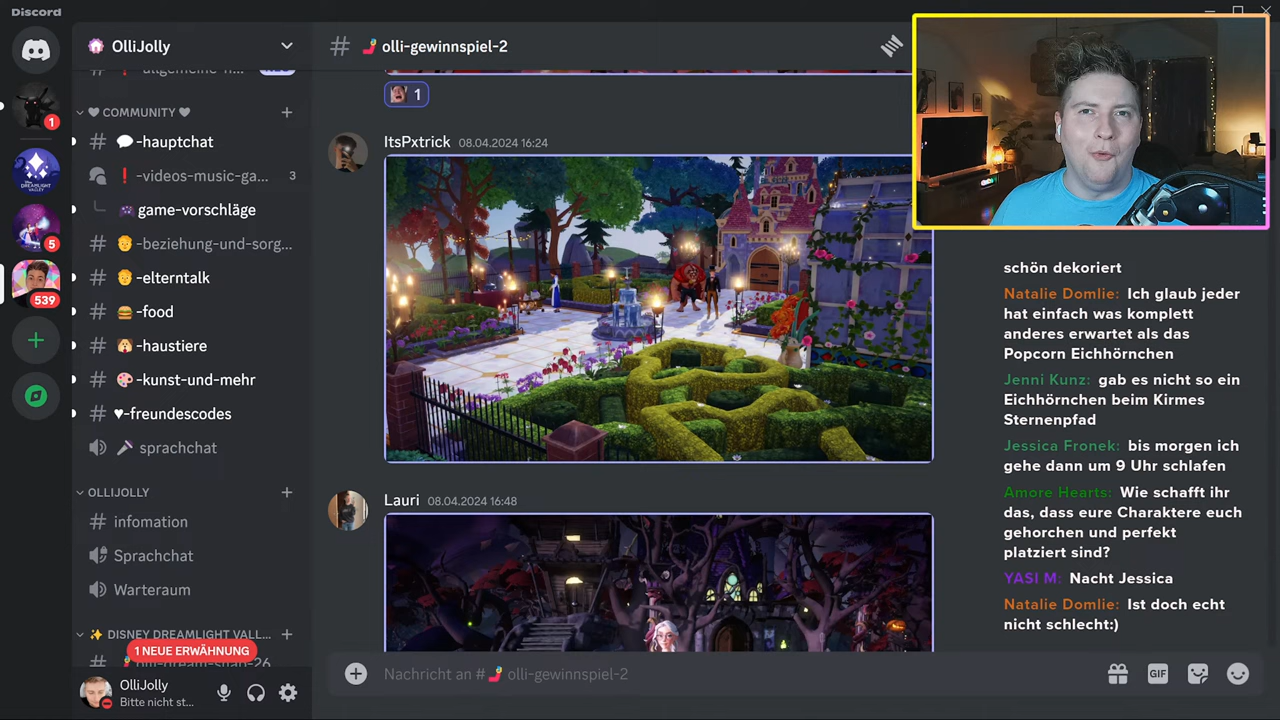 Discord
OlliJolly
olli-gewinnspiel-2
COMMUNITY
-hauptchat
-videos-music-ga...
3
game-vorschläge
-beziehung-und-sorg...
-elterntalk
-food
-haustiere
-kunst-und-mehr
-freundescodes
sprachchat
OLLIJOLLY
infomation
Sprachchat
Warteraum
DISNEY DREAMLIGHT VALL...
1 NEUE ERWÄHNUNG
OlliJolly
Bitte nicht st...
1
5
539
1
ItsPxtrick 08.04.2024 16:24
Lauri 08.04.2024 16:48
Nachricht an # olli-gewinnspiel-2
GIF
schön dekoriert
Natalie Domlie: Ich glaub jeder
hat einfach was komplett
anderes erwartet als das
Popcorn Eichhörnchen
Jenni Kunz: gab es nicht so ein
Eichhörnchen beim Kirmes
Sternenpfad
Jessica Fronek: bis morgen ich
gehe dann um 9 Uhr schlafen
Amore Hearts: Wie schafft ihr
das, dass eure Charaktere euch
gehorchen und perfekt
platziert sind?
YASI M: Nacht Jessica
Natalie Domlie: Ist doch echt
nicht schlecht:)